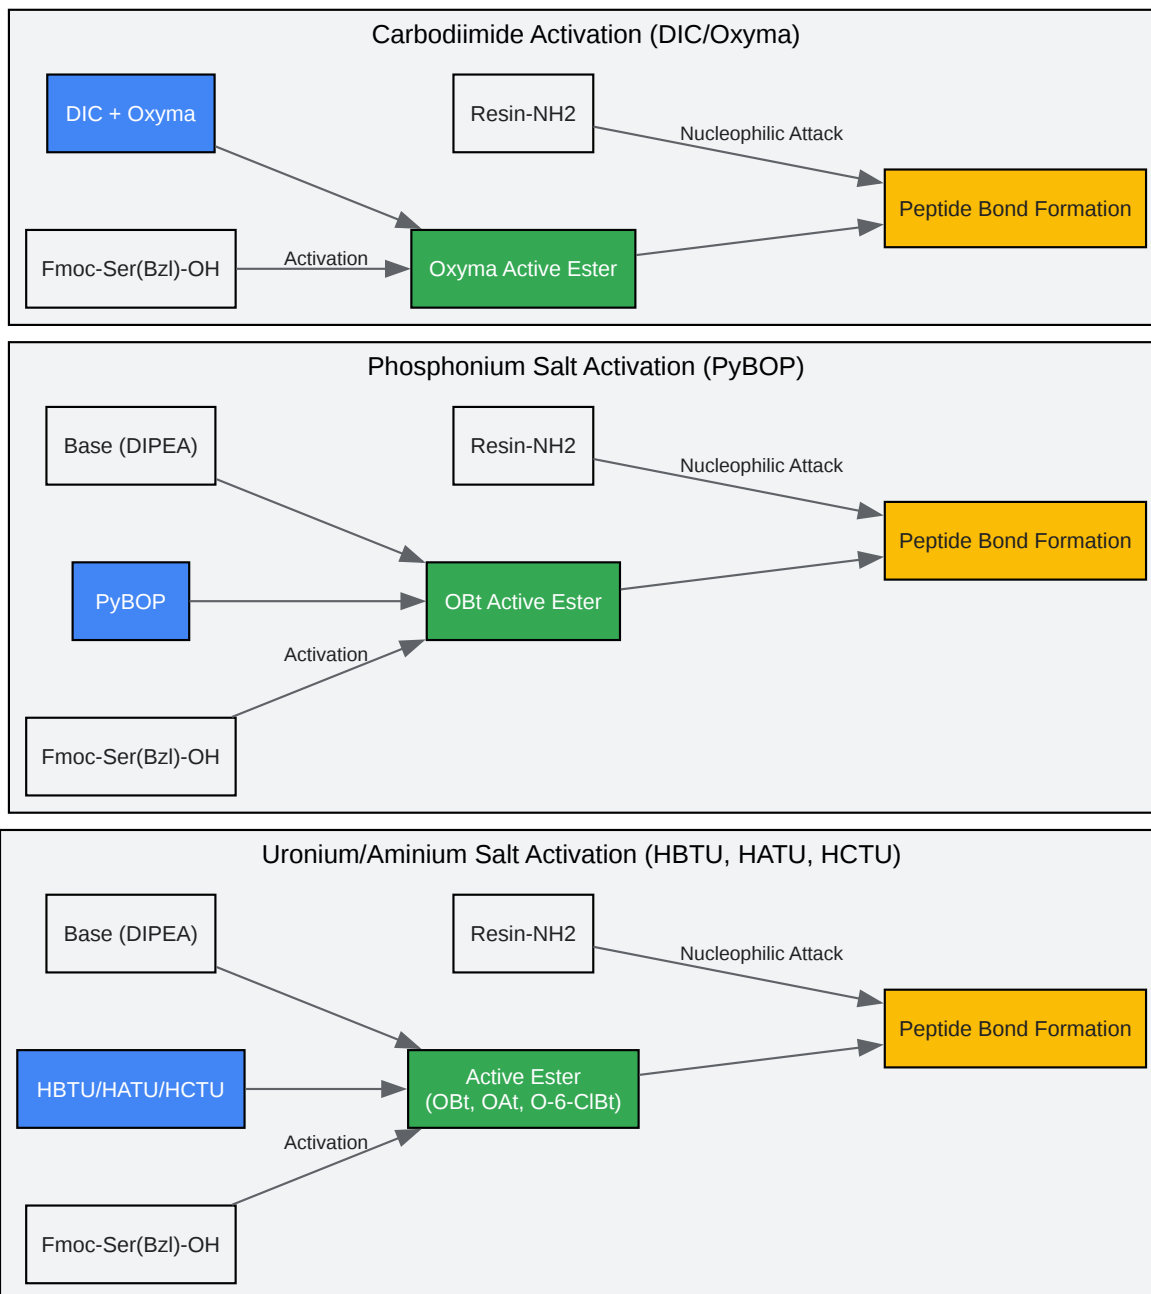 Carbodiimide Activation (DIC/Oxyma)
DIC + Oxyma
Resin-NH2
Nucleophilic Attack
Peptide Bond Formation
Fmoc-Ser(Bzl)-OH
Activation
Oxyma Active Ester
Phosphonium Salt Activation (PyBOP)
Base (DIPEA)
Resin-NH2
Nucleophilic Attack
Peptide Bond Formation
PyBOP
OBt Active Ester
Activation
Fmoc-Ser(Bzl)-OH
Uronium/Aminium Salt Activation (HBTU, HATU, HCTU)
Base (DIPEA)
Resin-NH2
Nucleophilic Attack
Peptide Bond Formation
HBTU/HATU/HCTU
Active Ester
(OBt, OAt, O-6-ClBt)
Activation
Fmoc-Ser(Bzl)-OH